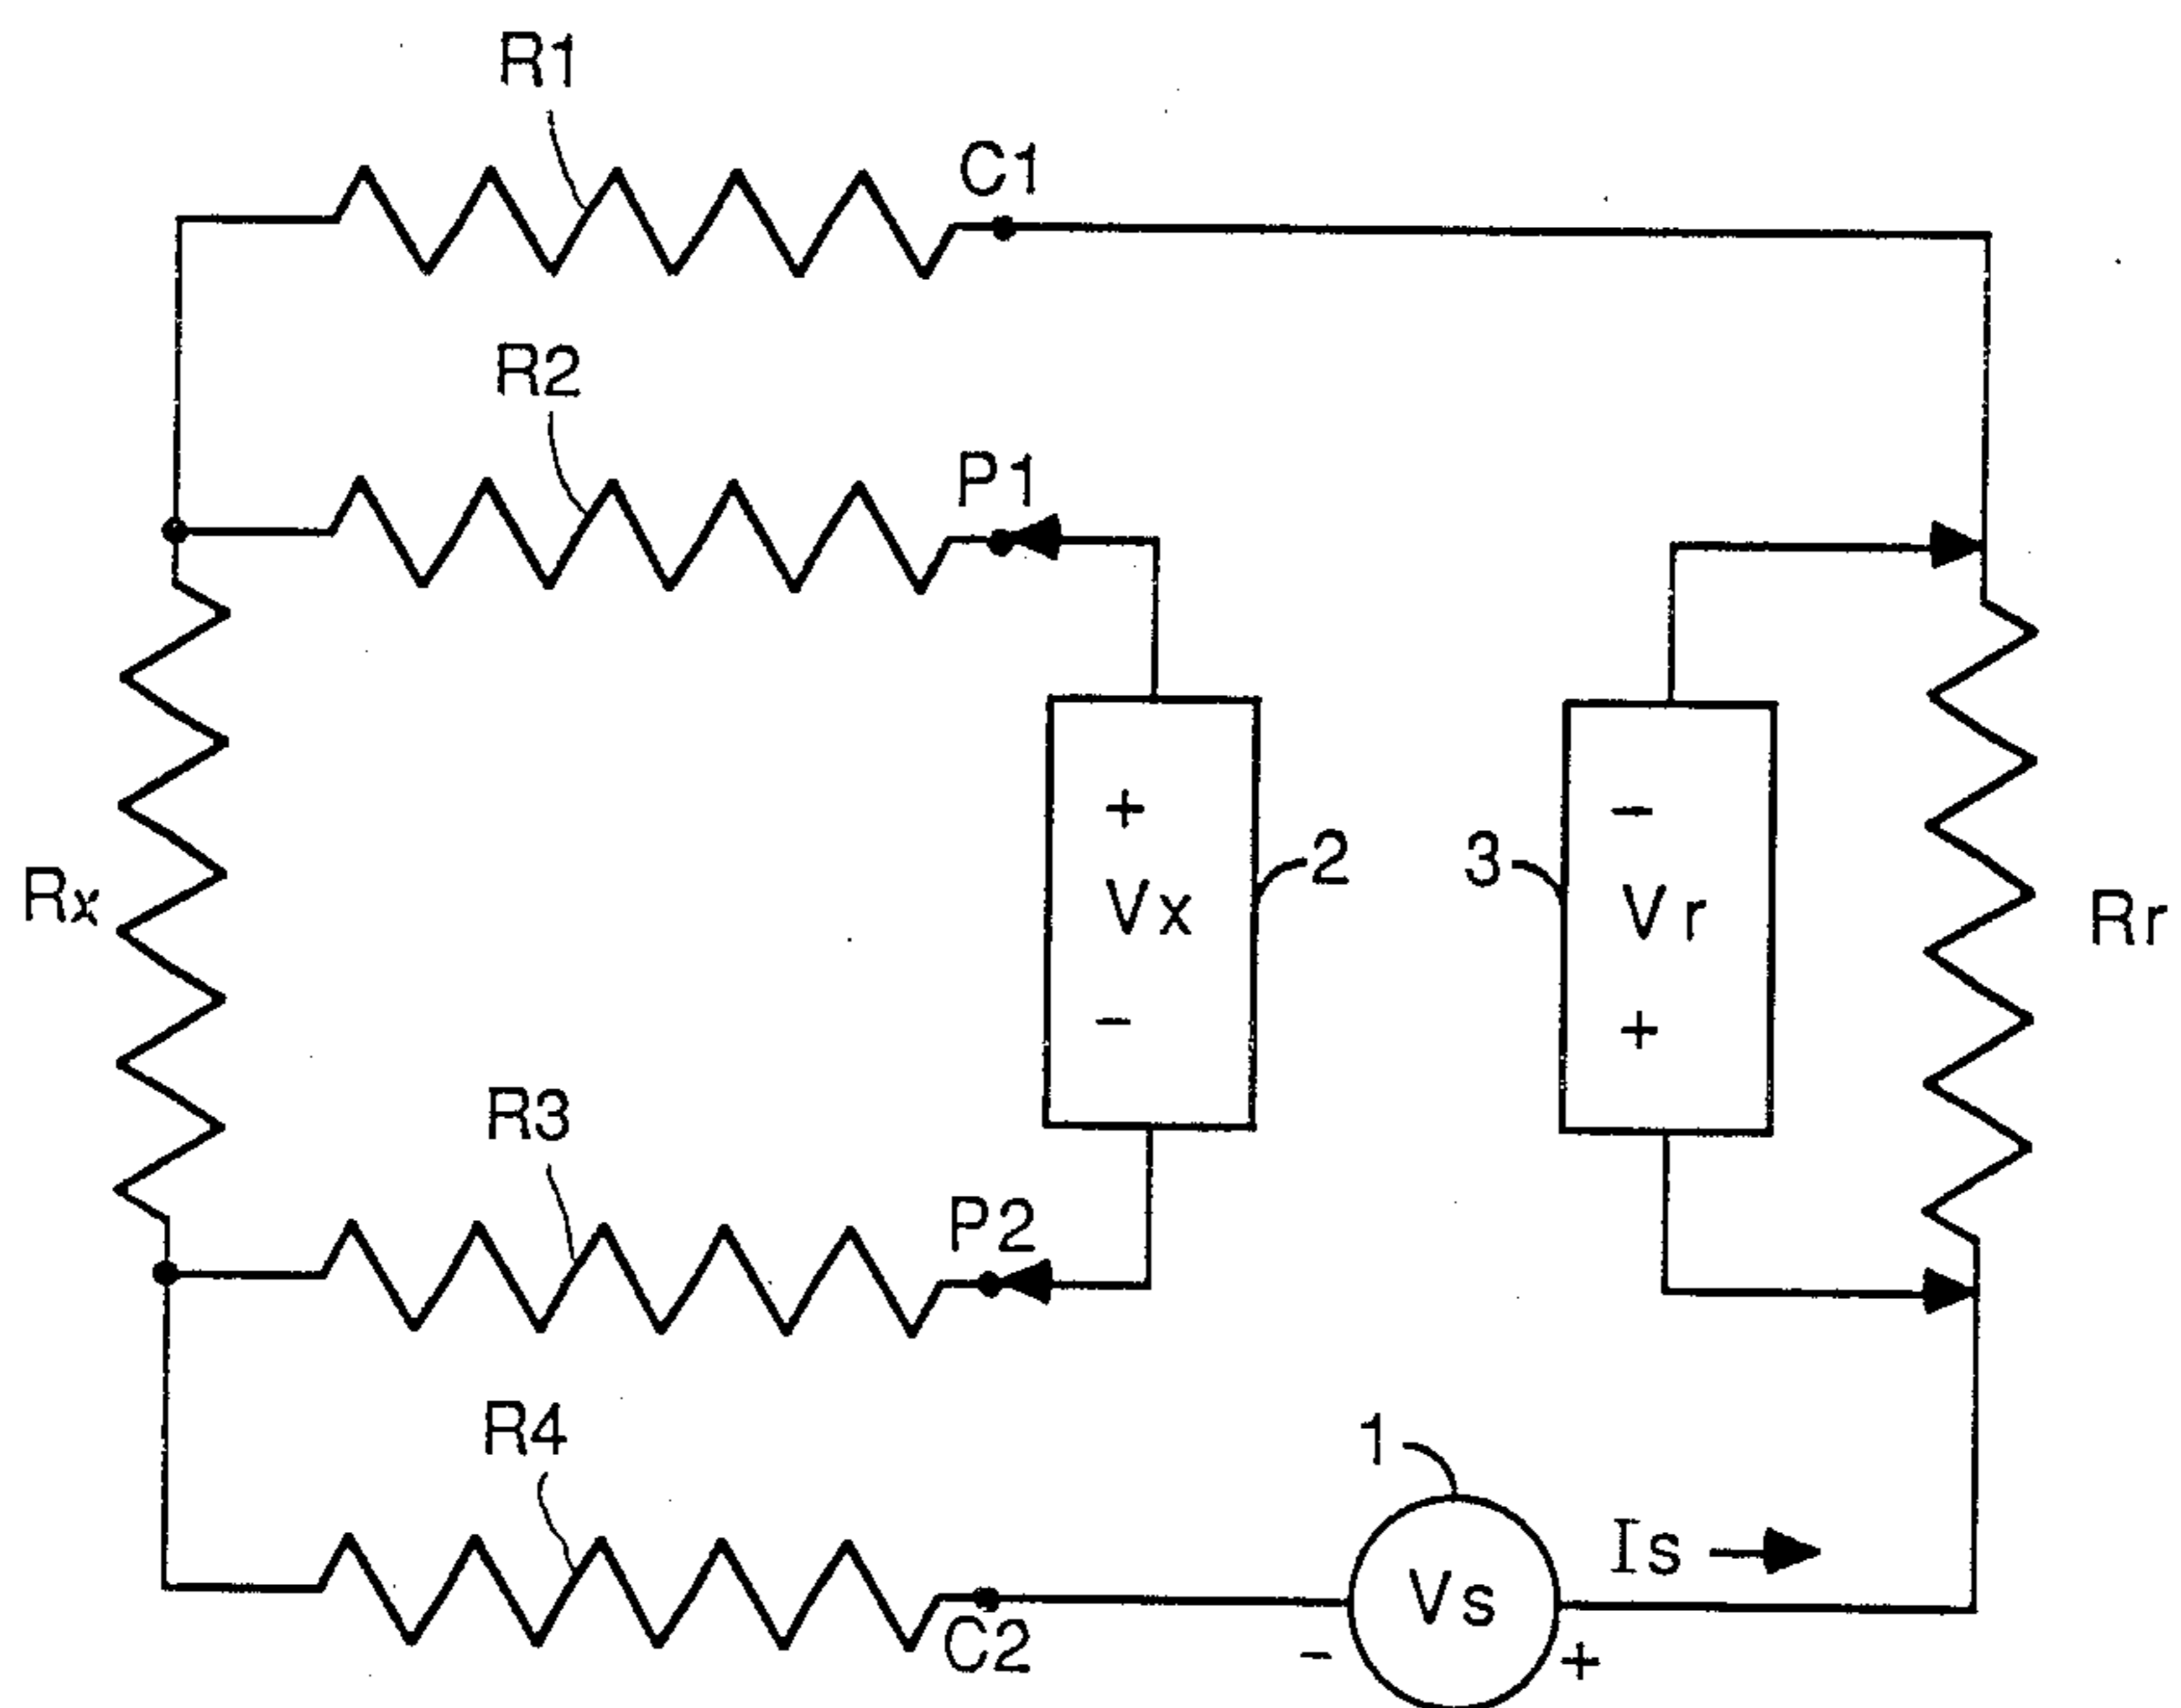 R1
C1
R2
P1
+
Vx
-
2
3
-
Vr
+
Rx
Rr
R3
P2
R4
1
Is
Vs
C2
-
+